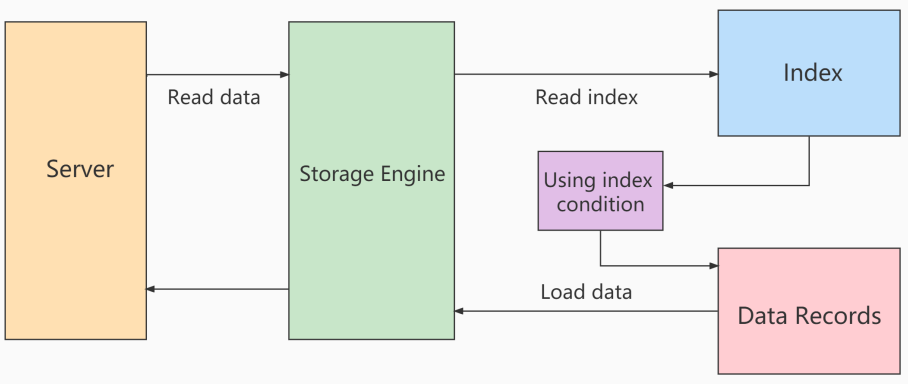 Server
Read data
Storage Engine
Read index
Index
Using index
condition
Load data
Data Records